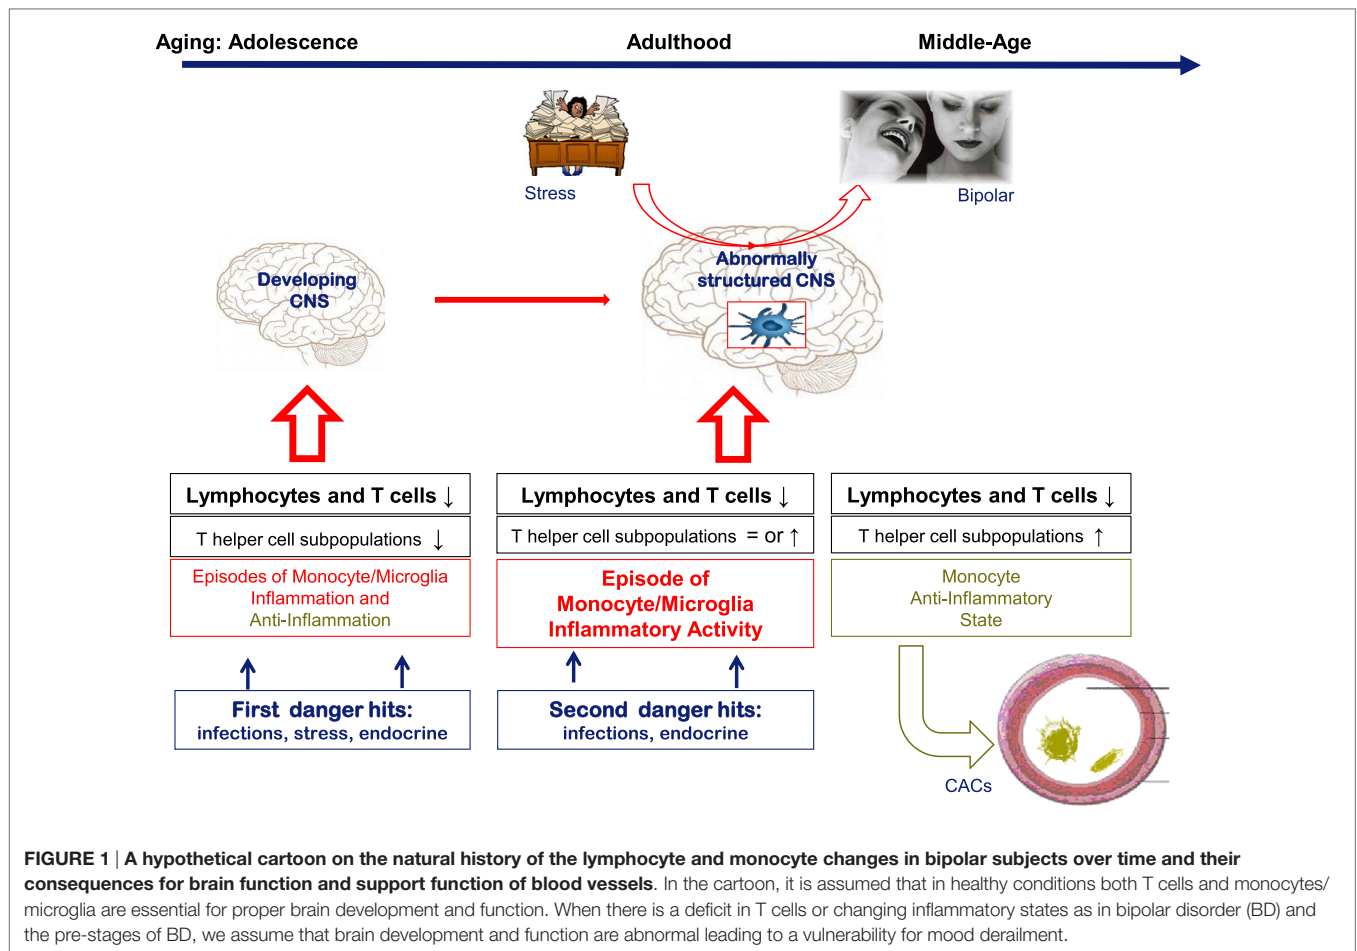 Aging: Adolescence
Adulthood
Middle-Age
Stress
Bipolar
Developing
CNS
Abnormally
structured CNS
Lymphocytes and T cells ↓
T helper cell subpopulations ↓
Episodes of Monocyte/Microglia
Inflammation and
Anti-Inflammation
First danger hits:
infections, stress, endocrine
Lymphocytes and T cells ↓
T helper cell subpopulations = or ↑
Episode of
Monocyte/Microglia
Inflammatory Activity
Second danger hits:
infections, endocrine
Lymphocytes and T cells ↓
T helper cell subpopulations ↑
Monocyte
Anti-Inflammatory
State
CACs
FIGURE 1 | A hypothetical cartoon on the natural history of the lymphocyte and monocyte changes in bipolar subjects over time and their
consequences for brain function and support function of blood vessels. In the cartoon, it is assumed that in healthy conditions both T cells and monocytes/
microglia are essential for proper brain development and function. When there is a deficit in T cells or changing inflammatory states as in bipolar disorder (BD) and
the pre-stages of BD, we assume that brain development and function are abnormal leading to a vulnerability for mood derailment.